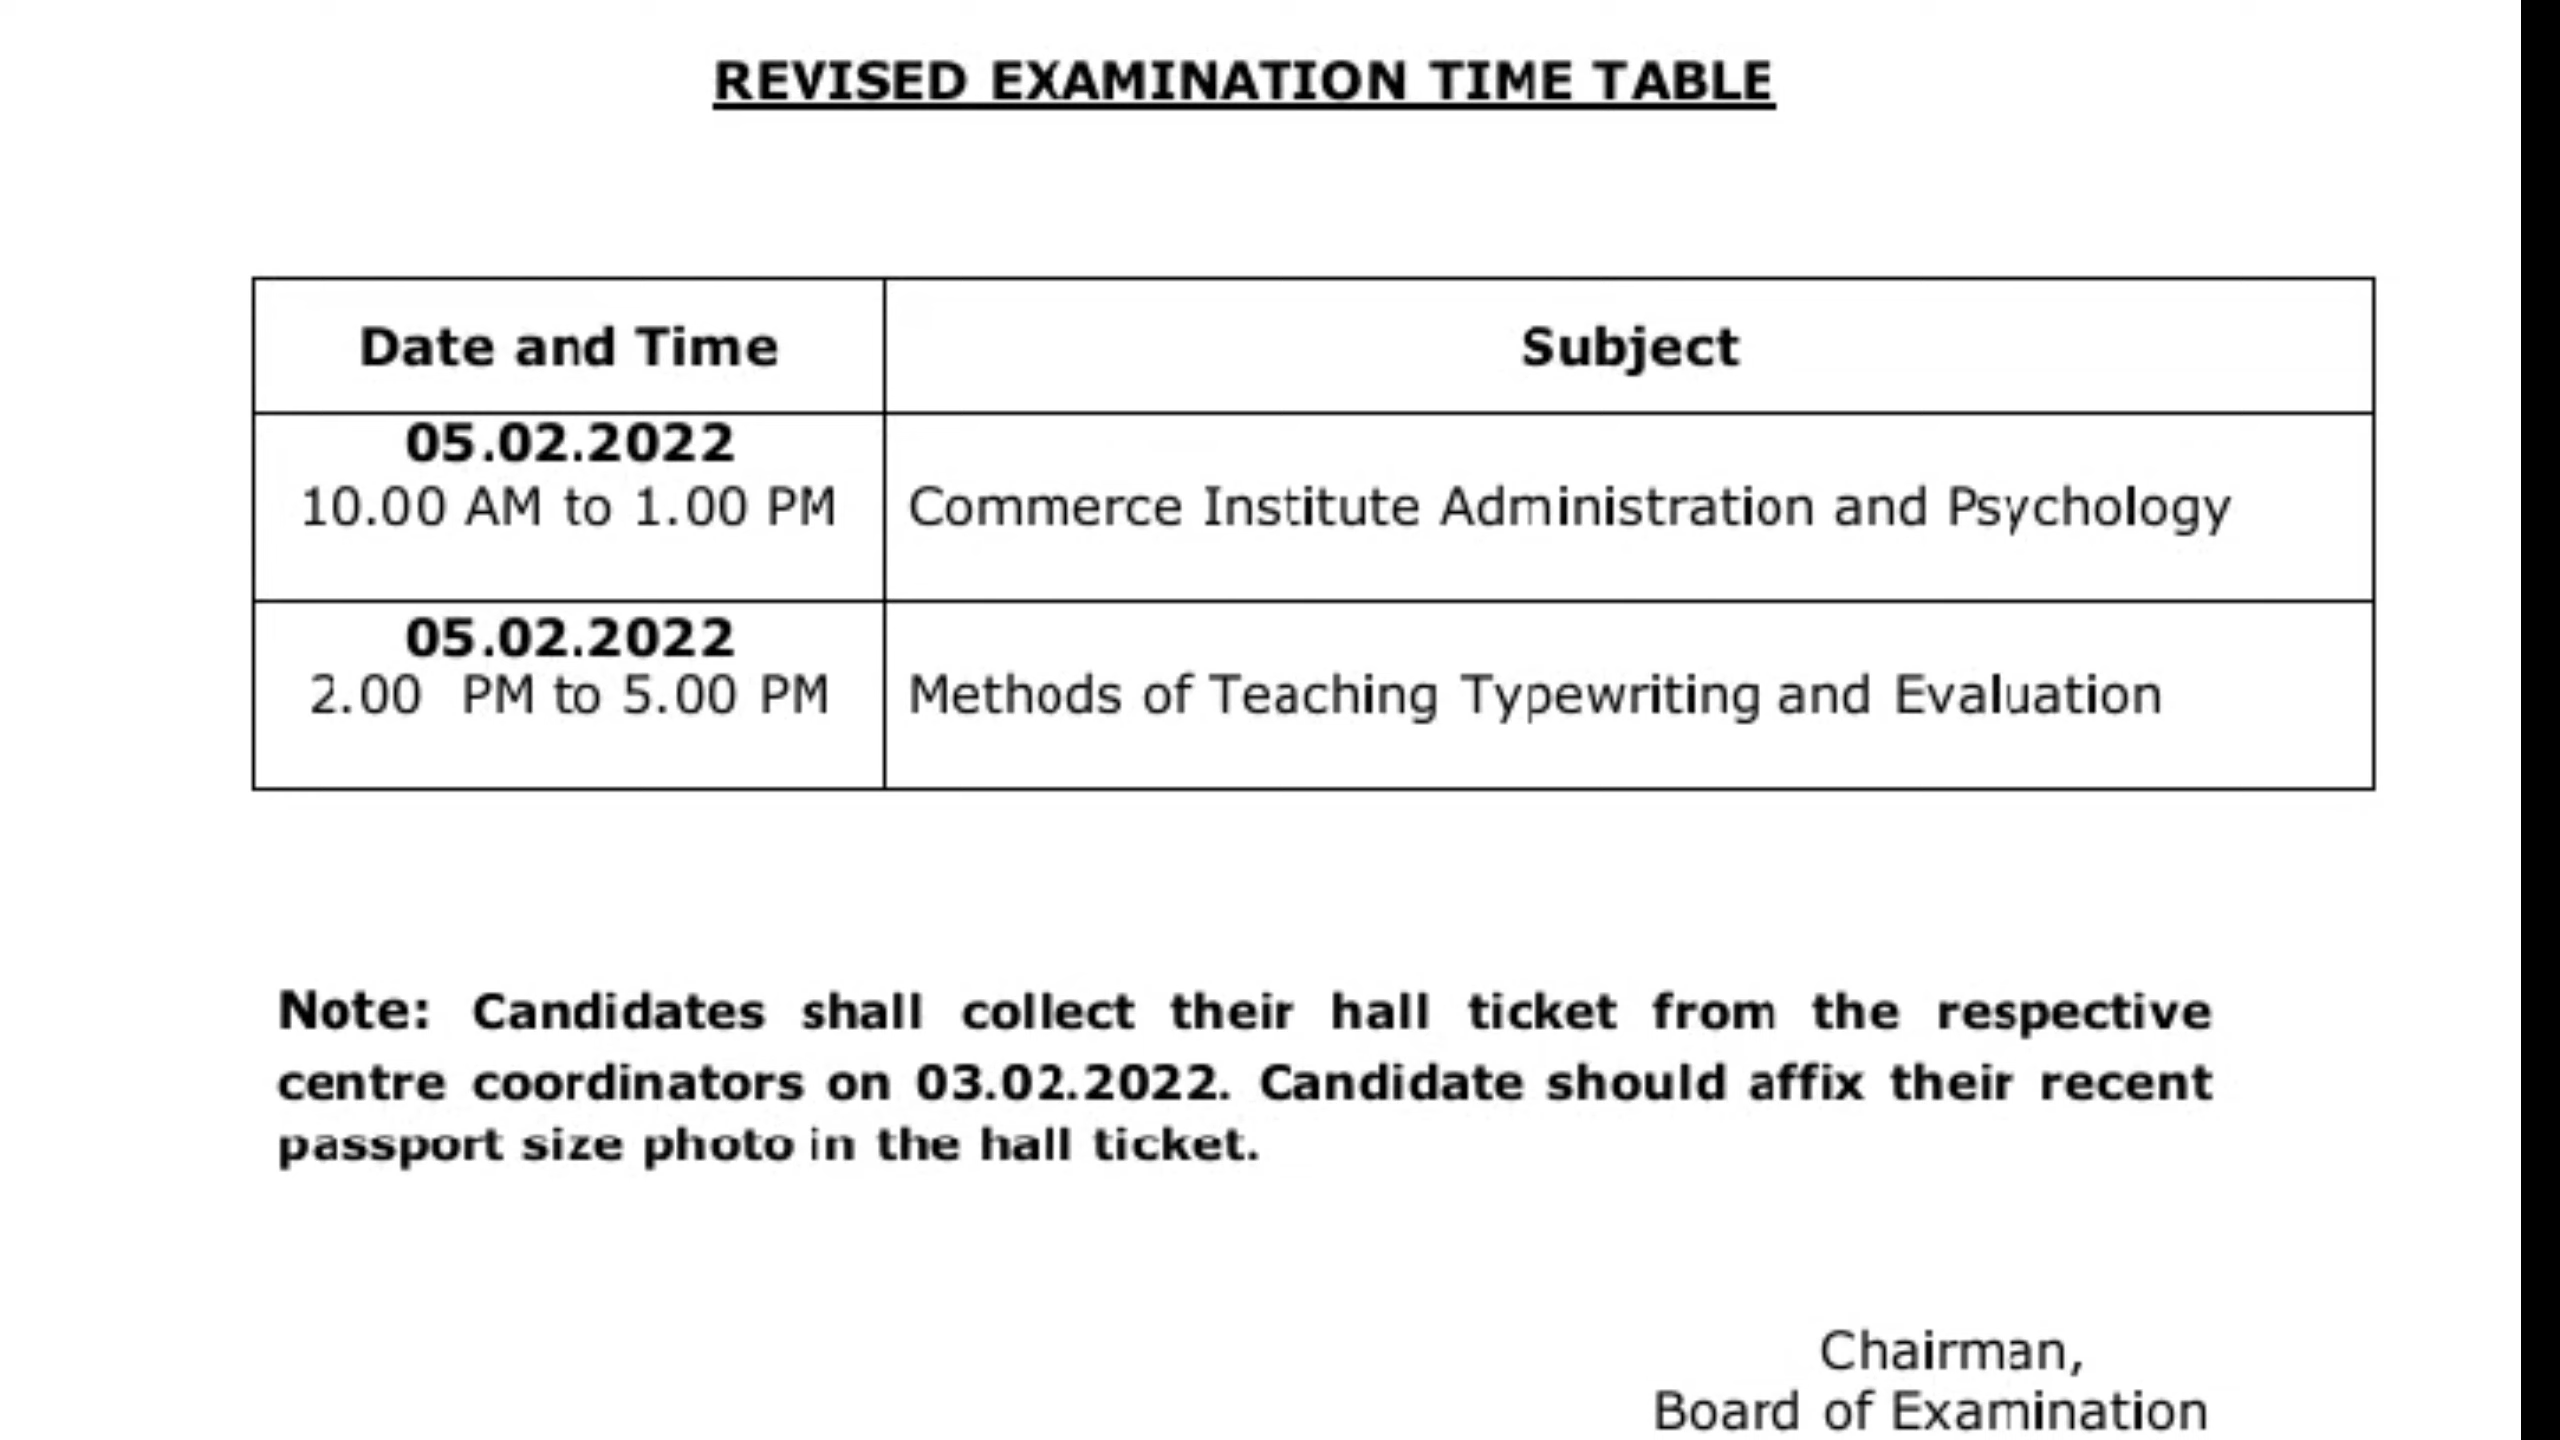 REVISED EXAMINATION TIME TABLE
Date and Time
Subject
05.02.2022
10.00 AM to 1.00 PM
Commerce Institute Administration and Psychology
05.02.2022
2.00 PM to 5.00 PM
Methods of Teaching Typewriting and Evaluation
Note: Candidates shall collect their hall ticket from the respective
centre coordinators on 03.02.2022. Candidate should affix their recent
passport size photo in the hall ticket.
Chairman,
Board of Examination